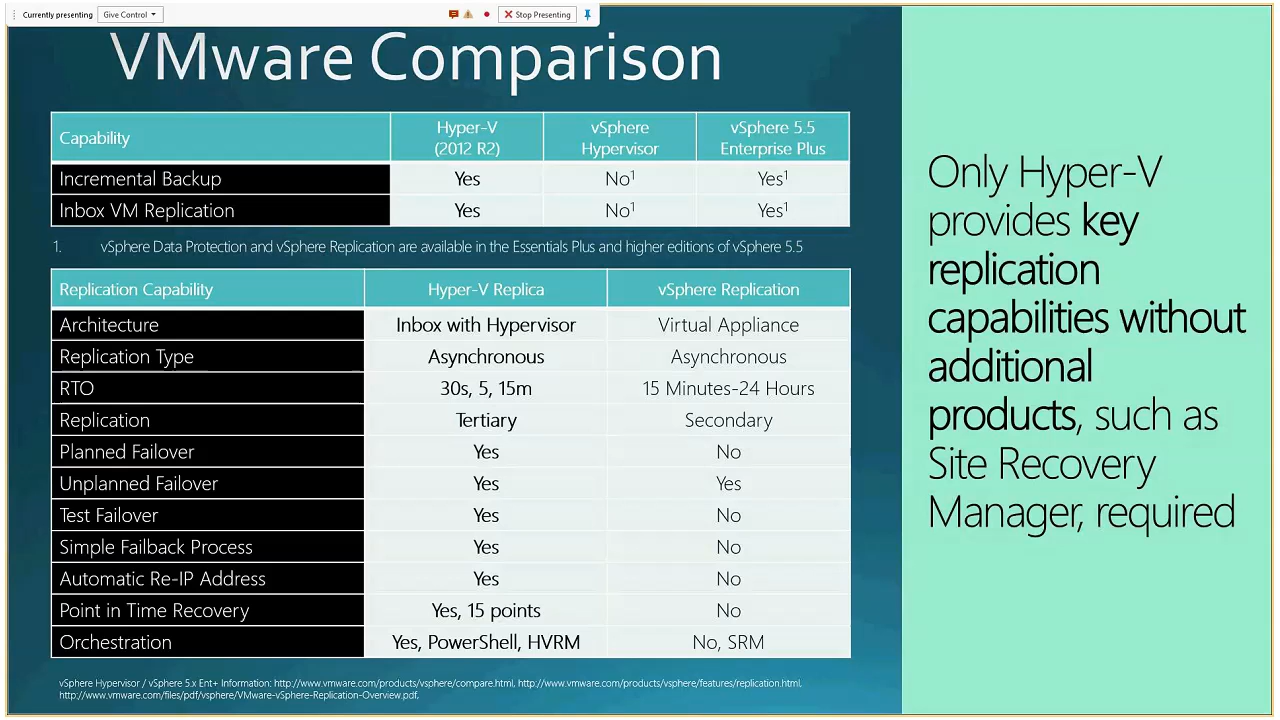 Currently presenting Give Control Stop Presenting
VMware Comparison
Capability Hyper-V (2012 R2) vSphere Hypervisor vSphere 5.5 Enterprise Plus
Incremental Backup Yes No¹ Yes¹
Inbox VM Replication Yes No¹ Yes¹
1. vSphere Data Protection and vSphere Replication are available in the Essentials Plus and higher editions of vSphere 5.5
Replication Capability Hyper-V Replica vSphere Replication
Architecture Inbox with Hypervisor Virtual Appliance
Replication Type Asynchronous Asynchronous
RTO 30s, 5, 15m 15 Minutes-24 Hours
Replication Tertiary Secondary
Planned Failover Yes No
Unplanned Failover Yes Yes
Test Failover Yes No
Simple Failback Process Yes No
Automatic Re-IP Address Yes No
Point in Time Recovery Yes, 15 points No
Orchestration Yes, PowerShell, HVRM No, SRM
vSphere Hypervisor / vSphere 5.x Ent+ Information: http://www.vmware.com/products/vsphere/compare.html, http://www.vmware.com/products/vsphere/features/replication.html,
http://www.vmware.com/files/pdf/vsphere/VMware-vSphere-Replication-Overview.pdf.
Only Hyper-V
provides key
replication
capabilities without
additional
products, such as
Site Recovery
Manager, required